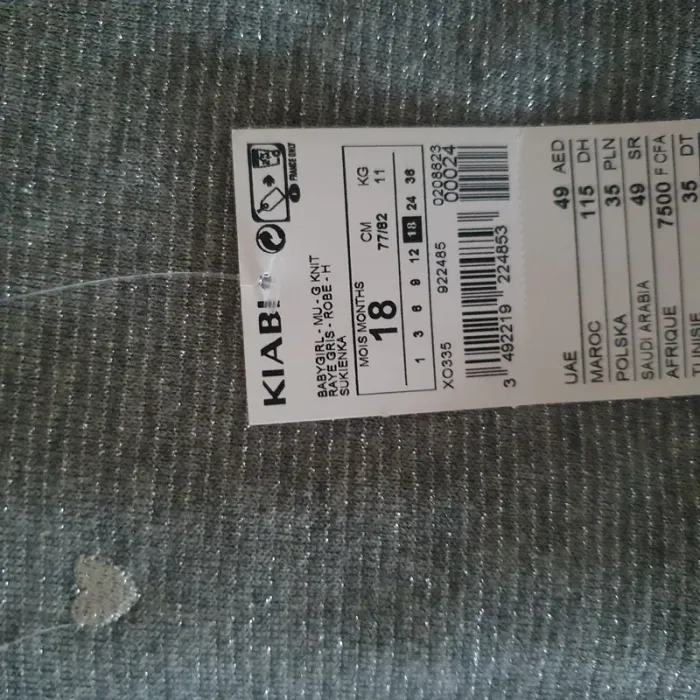 KIABI
FRANCE ONLY
BABYGIRL - MU - G KNIT
RAYE GRIS - ROBE - H
SUKIENKA
MOIS MONTHS CM KG
18 77/82 11
1 3 6 9 12 18 24 36
XO335 922485 0208823
00024
3 492219 224853
UAE 49 AED
MAROC 115 DH
POLSKA 35 PLN
SAUDI ARABIA 49 SR
AFRIQUE 7500 F CFA
TUNISIE 35 DT